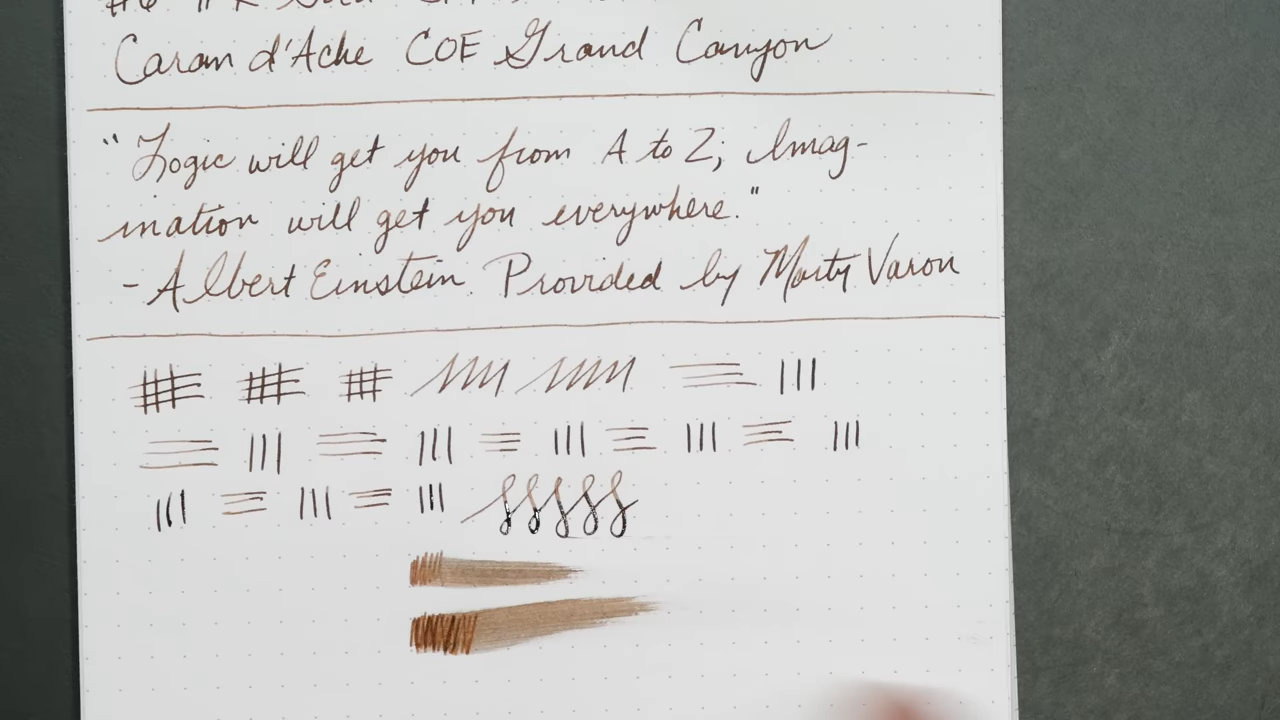 Caran d'Ache COE Grand Canyon
"Logic will get you from A to Z; Imag-
ination will get you everywhere."
- Albert Einstein. Provided by Marty Varon